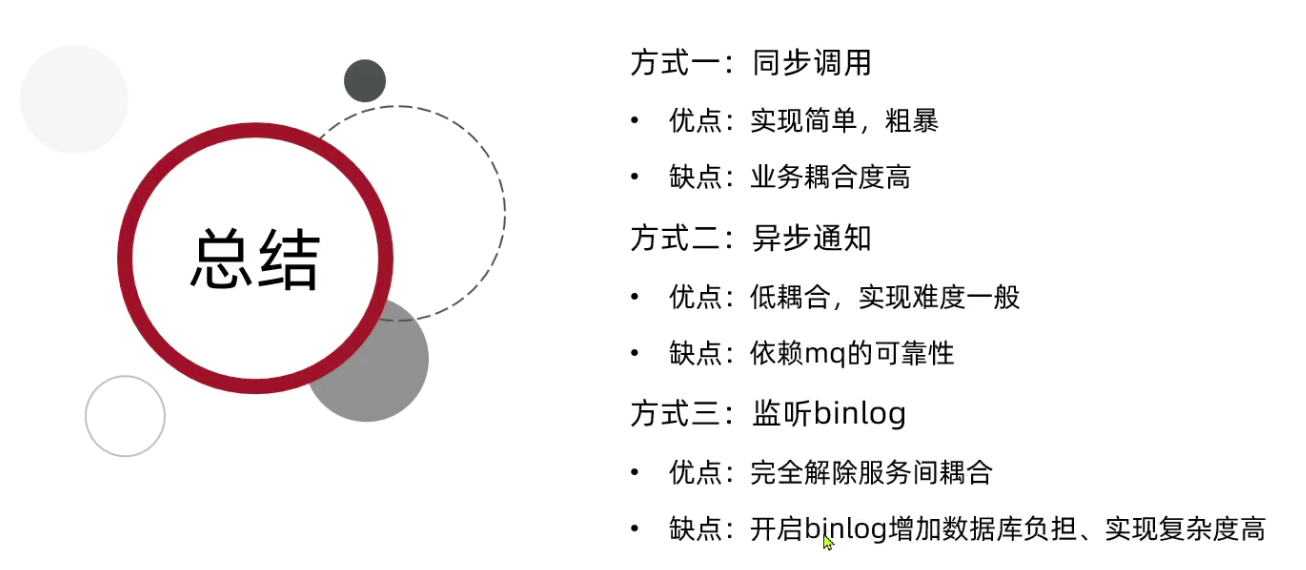 总结
方式一：同步调用
• 优点：实现简单，粗暴
• 缺点：业务耦合度高
方式二：异步通知
• 优点：低耦合，实现难度一般
• 缺点：依赖mq的可靠性
方式三：监听binlog
• 优点：完全解除服务间耦合
• 缺点：开启binlog增加数据库负担、实现复杂度高